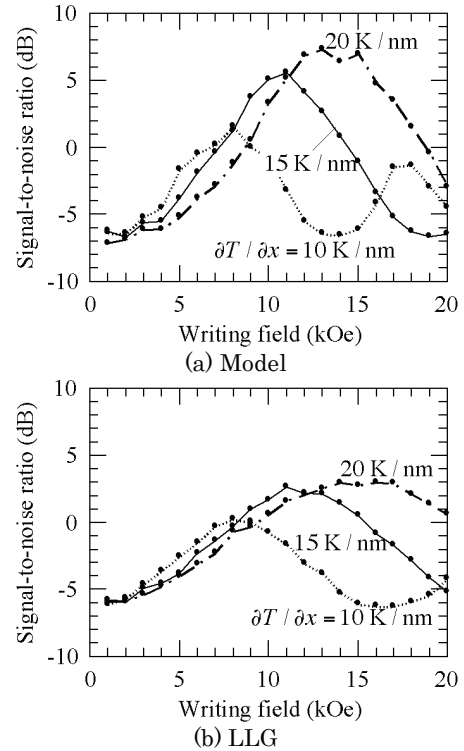 10
5
0
-5
-10
Signal-to-noise ratio (dB)
20 K / nm
15 K / nm
∂T / ∂x = 10 K / nm
0 5 10 15 20
Writing field (kOe)
(a) Model
10
5
0
-5
-10
Signal-to-noise ratio (dB)
20 K / nm
15 K / nm
∂T / ∂x = 10 K / nm
0 5 10 15 20
Writing field (kOe)
(b) LLG